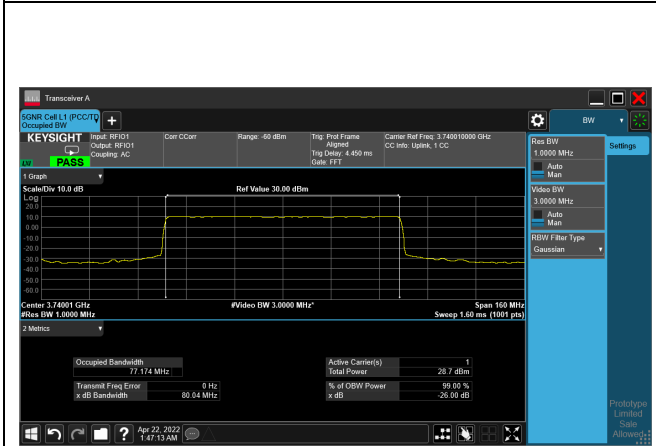 Transceiver A
5GNR Cell L1 (PCC/TD
Occupied BW
BW
KEYSIGHT Input: RFIO1 Corr CCorr Range: -60 dBm Trig: Prot Frame Carrier Ref Freq: 3.740010000 GHz
Output: RFIO1 Aligned CC Info: Uplink, 1 CC
Coupling: AC Trig Delay: 4.450 ms
PASS Gate: FFT
Res BW
1.0000 MHz
Auto
Man
Settings
Video BW
3.0000 MHz
Auto
Man
RBW Filter Type
Gaussian
1 Graph
Scale/Div 10.0 dB Ref Value 30.00 dBm
Log
20.0
10.0
0.00
-10.0
-20.0
-30.0
-40.0
-50.0
-60.0
Center 3.74001 GHz #Video BW 3.0000 MHz* Span 160 MHz
#Res BW 1.0000 MHz Sweep 1.60 ms (1001 pts)
2 Metrics
Occupied Bandwidth Active Carrier(s) 1
77.174 MHz Total Power 28.7 dBm
Transmit Freq Error 0 Hz % of OBW Power 99.00 %
x dB Bandwidth 80.04 MHz x dB -26.00 dB
Prototype
Limited
Sale
Allowed
Apr 22, 2022
1:47:13 AM